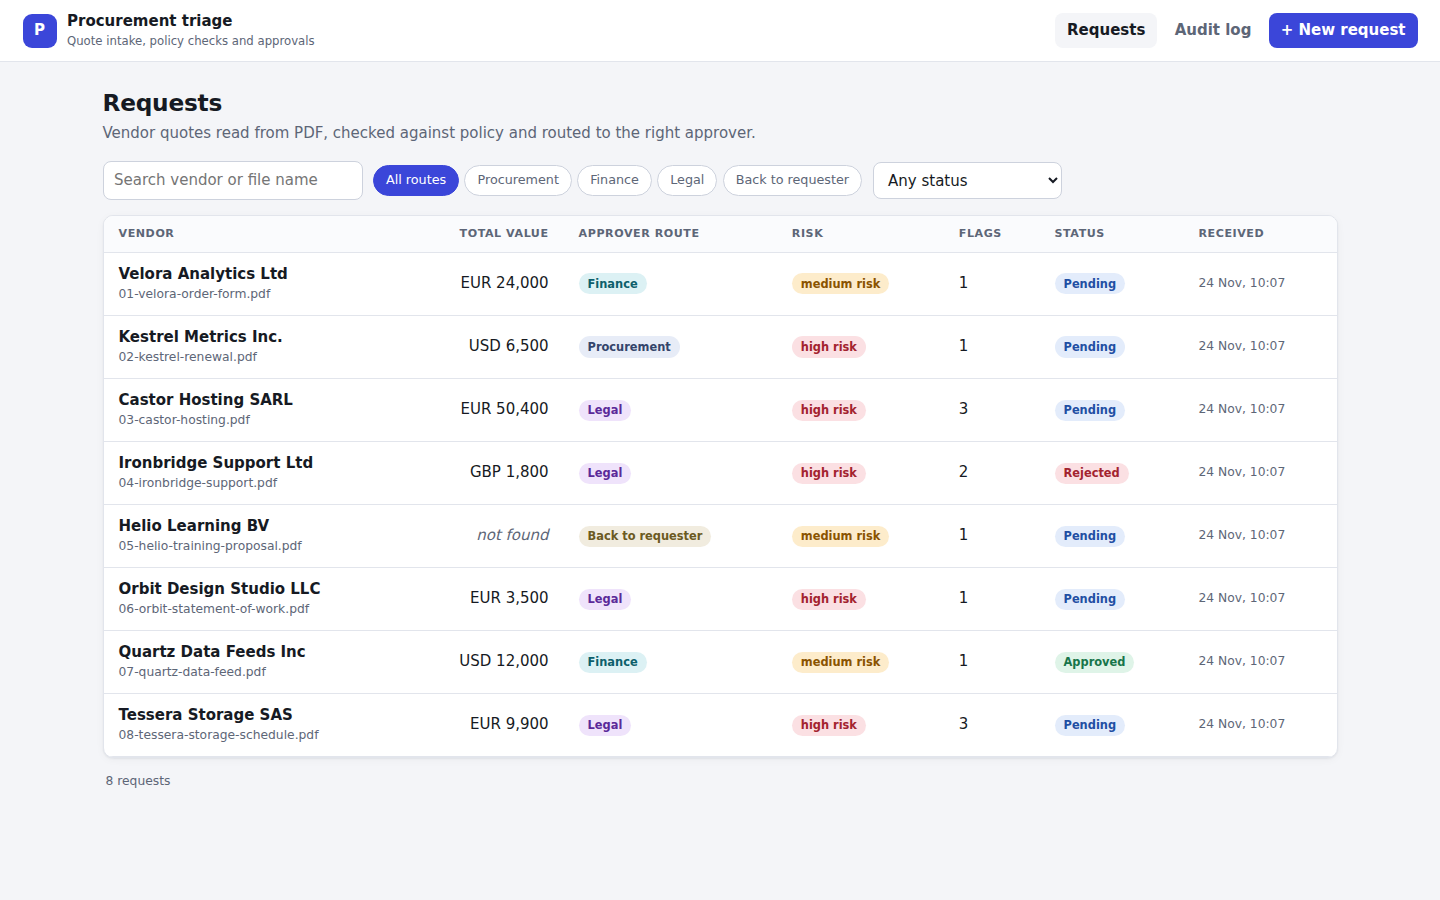 P
Procurement triage
Quote intake, policy checks and approvals
Requests
Audit log
+ New request
Requests
Vendor quotes read from PDF, checked against policy and routed to the right approver.
Search vendor or file name
All routes
Procurement
Finance
Legal
Back to requester
Any status
VENDOR TOTAL VALUE APPROVER ROUTE RISK FLAGS STATUS RECEIVED
Velora Analytics Ltd
01-velora-order-form.pdf
EUR 24,000 Finance medium risk 1 Pending 24 Nov, 10:07
Kestrel Metrics Inc.
02-kestrel-renewal.pdf
USD 6,500 Procurement high risk 1 Pending 24 Nov, 10:07
Castor Hosting SARL
03-castor-hosting.pdf
EUR 50,400 Legal high risk 3 Pending 24 Nov, 10:07
Ironbridge Support Ltd
04-ironbridge-support.pdf
GBP 1,800 Legal high risk 2 Rejected 24 Nov, 10:07
Helio Learning BV
05-helio-training-proposal.pdf
not found Back to requester medium risk 1 Pending 24 Nov, 10:07
Orbit Design Studio LLC
06-orbit-statement-of-work.pdf
EUR 3,500 Legal high risk 1 Pending 24 Nov, 10:07
Quartz Data Feeds Inc
07-quartz-data-feed.pdf
USD 12,000 Finance medium risk 1 Approved 24 Nov, 10:07
Tessera Storage SAS
08-tessera-storage-schedule.pdf
EUR 9,900 Legal high risk 3 Pending 24 Nov, 10:07
8 requests